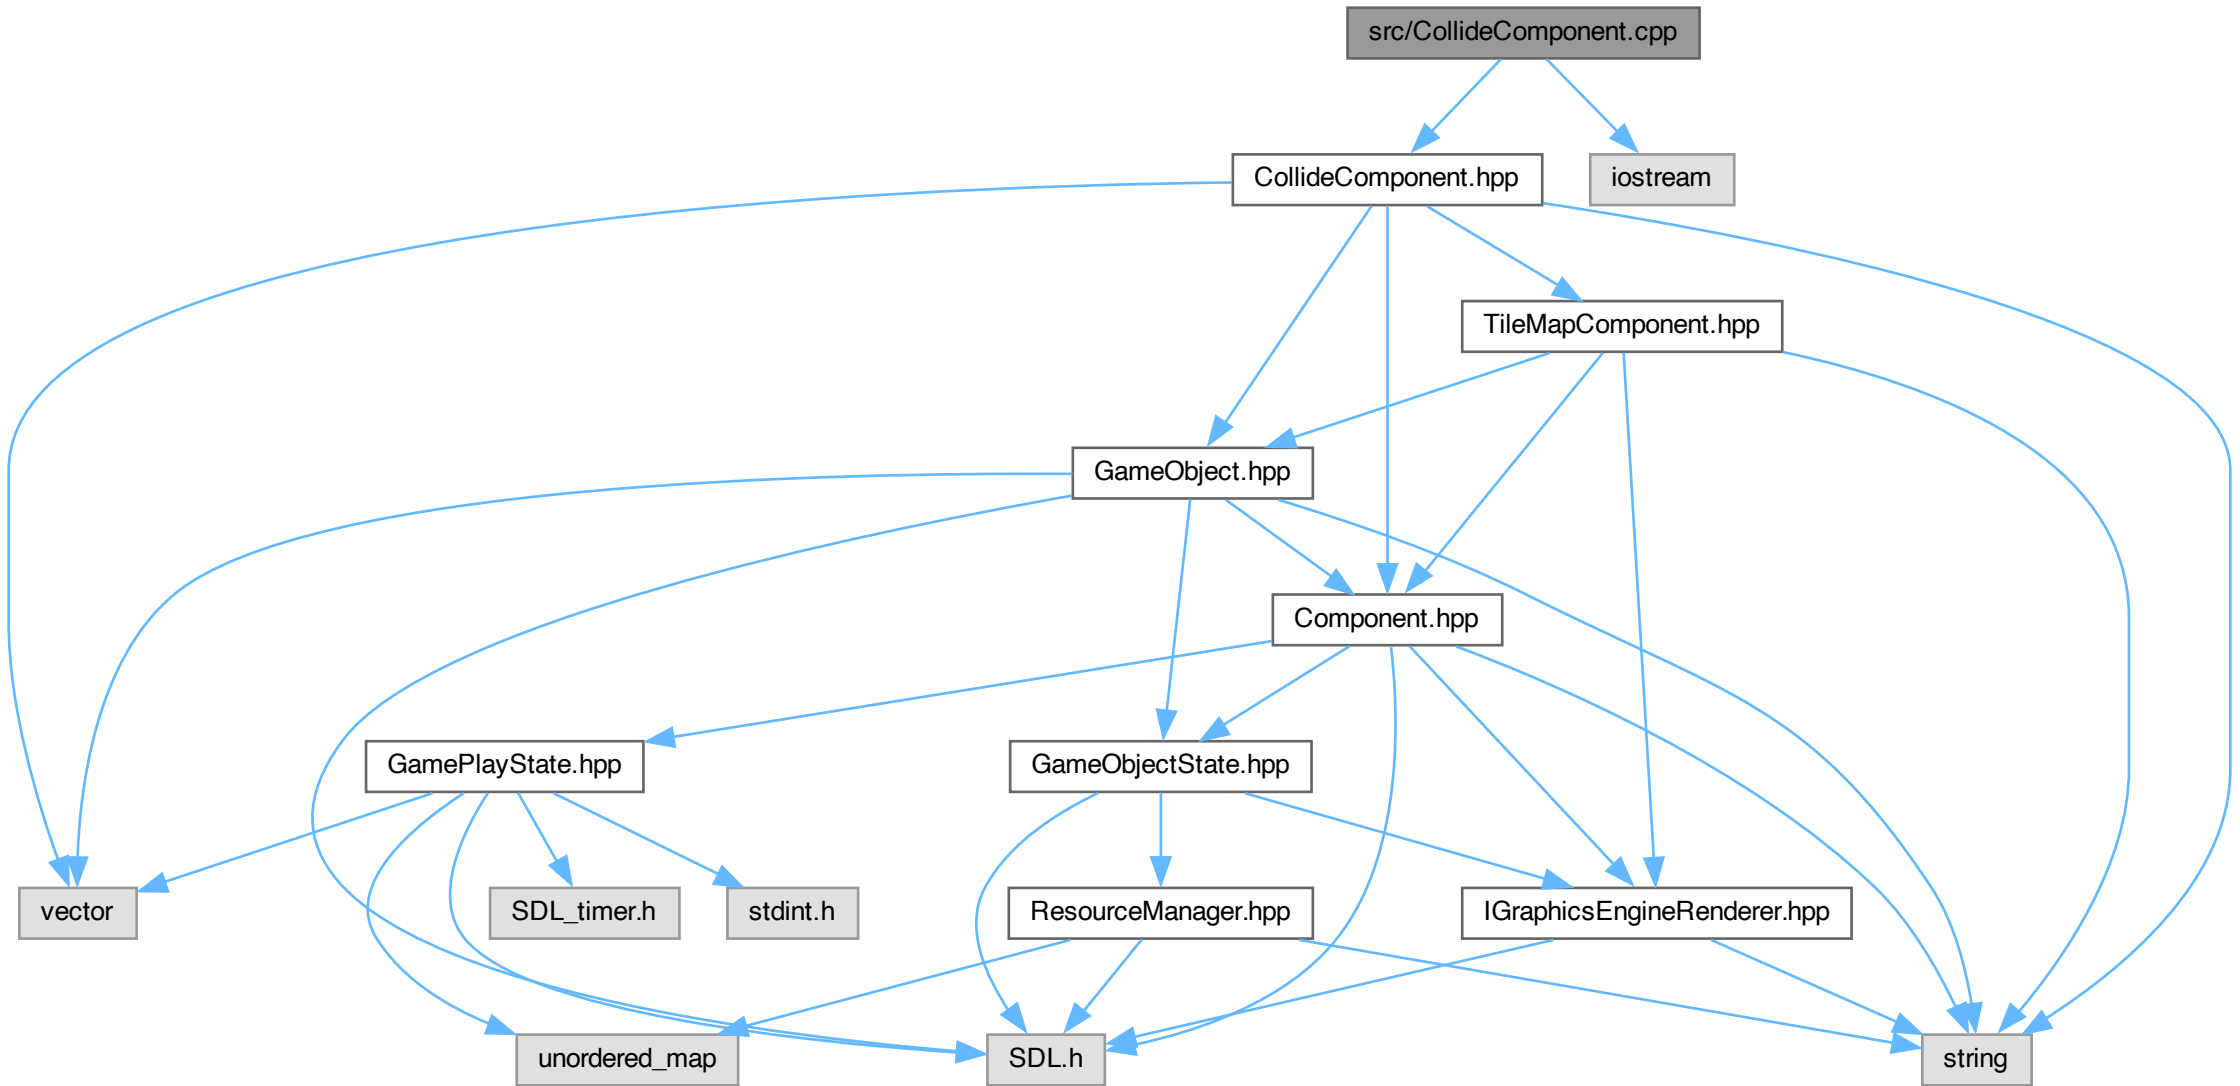 src/CollideComponent.cpp
CollideComponent.hpp
iostream
TileMapComponent.hpp
GameObject.hpp
Component.hpp
GamePlayState.hpp
GameObjectState.hpp
vector
SDL_timer.h
stdint.h
ResourceManager.hpp
IGraphicsEngineRenderer.hpp
unordered_map
SDL.h
string